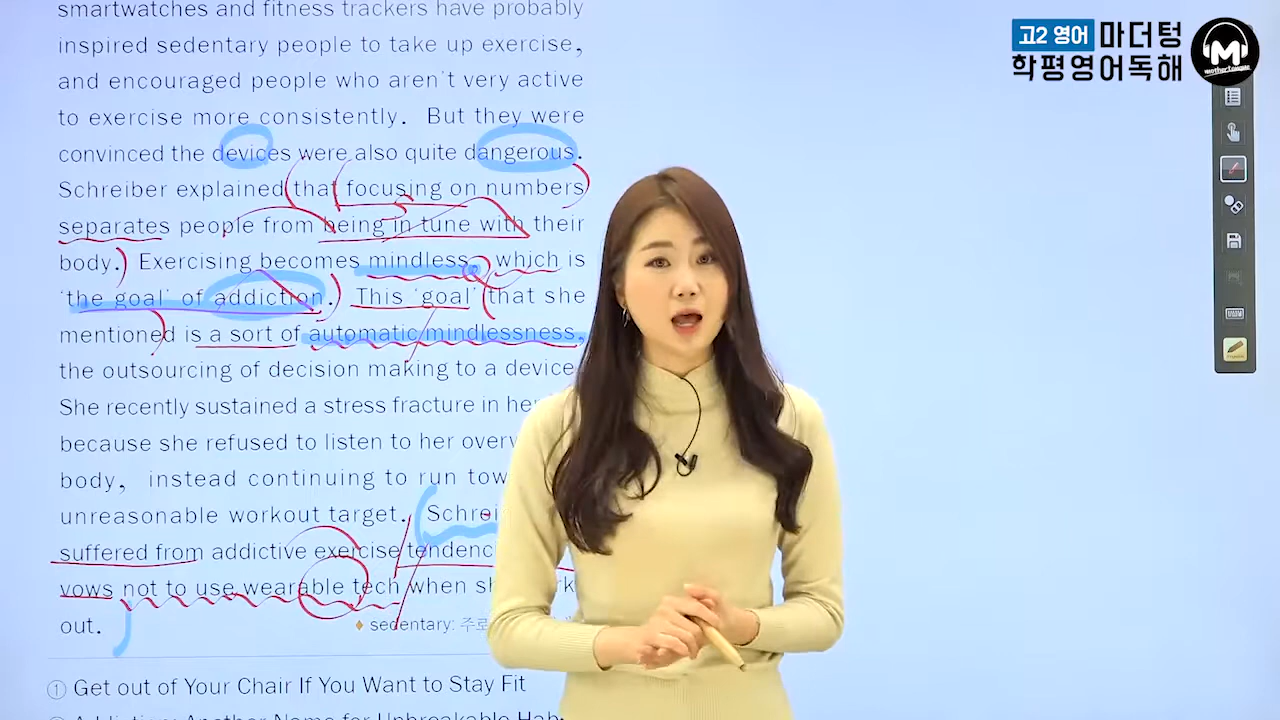 smartwatches and fitness trackers have probably
inspired sedentary people to take up exercise,
and encouraged people who aren't very active
to exercise more consistently. But they were
convinced the devices were also quite dangerous.
Schreiber explained that focusing on numbers
separates people from being in tune with their
body. Exercising becomes mindless, which is
'the goal' of addiction. This 'goal' that she
mentioned is a sort of automatic mindlessness,
the outsourcing of decision making to a device
She recently sustained a stress fracture in
because she refused to listen to her
body, instead continuing to run
unreasonable workout target.
suffered from addictive exercise
vows not to use wearable tech when
out.
◆ sedentary:
① Get out of Your Chair If You Want to Stay Fit
고2 영어 마더텅
학평영어독해
M
mothertongue